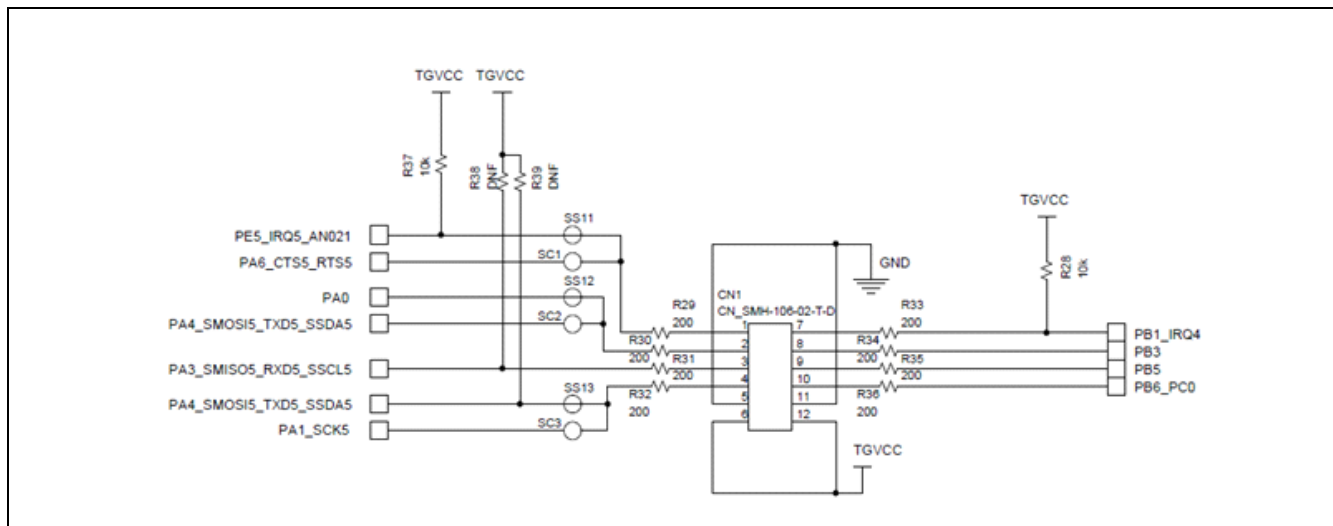 TGVCC TGVCC
R37
10k
R38
DNF
R39
DNF
TGVCC
R28
10k
PE5_IRQ5_AN021
SS11
PA6_CTS5_RTS5
SC1
PA0
SS12
PA4_SMOSI5_TXD5_SSDA5
SC2
PA3_SMISO5_RXD5_SSCL5
PA4_SMOSI5_TXD5_SSDA5
SS13
PA1_SCK5
SC3
GND
CN1
CN_SMH-106-02-T-D
R29
200
R30
200
R31
200
R32
200
1 7
2 8
3 9
4 10
5 11
6 12
R33
200
R34
200
R35
200
R36
200
PB1_IRQ4
PB3
PB5
PB6_PC0
TGVCC